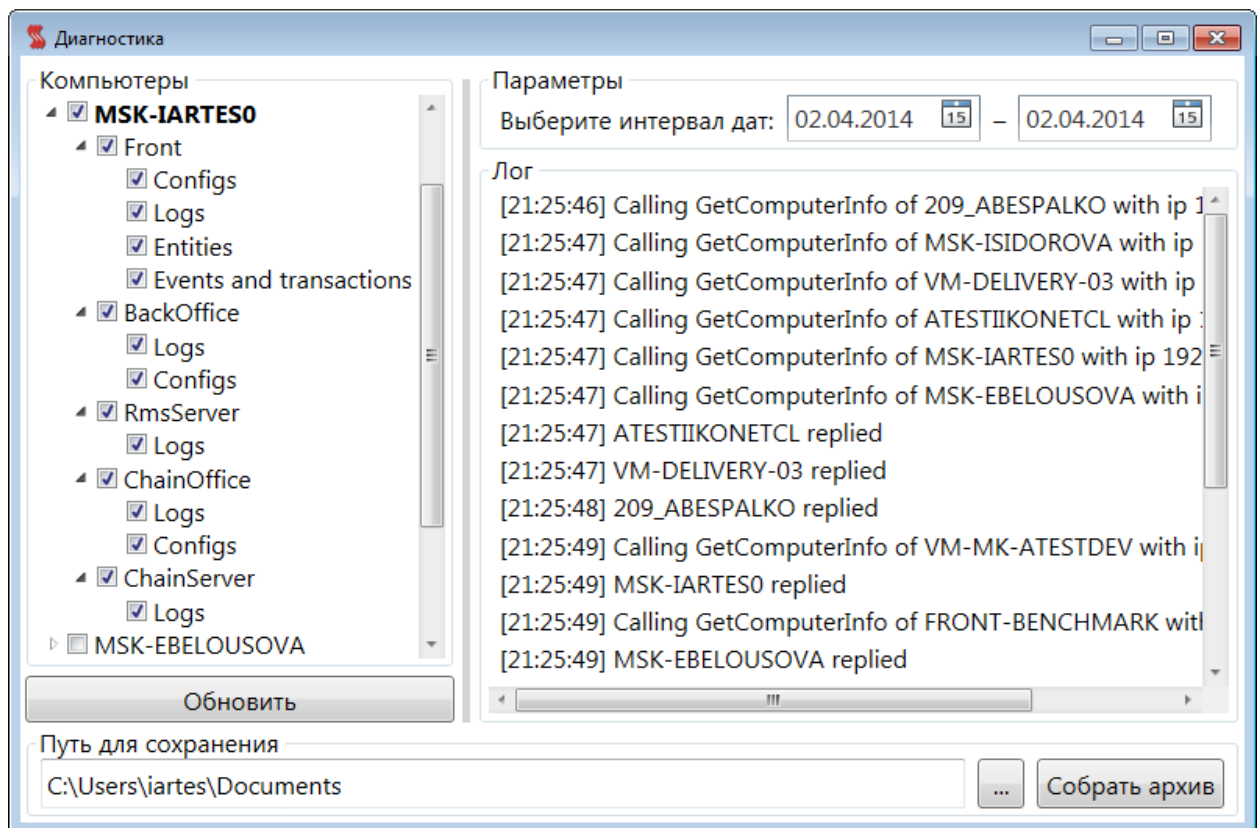 Диагностика
Компьютеры
MSK-IARTES0
Front
Configs
Logs
Entities
Events and transactions
BackOffice
Logs
Configs
RmsServer
Logs
ChainOffice
Logs
Configs
ChainServer
Logs
MSK-EBELOUSOVA
Обновить
Параметры
Выберите интервал дат: 02.04.2014 15 – 02.04.2014 15
Лог
[21:25:46] Calling GetComputerInfo of 209_ABESPALKO with ip 1
[21:25:47] Calling GetComputerInfo of MSK-ISIDOROVA with ip
[21:25:47] Calling GetComputerInfo of VM-DELIVERY-03 with ip
[21:25:47] Calling GetComputerInfo of ATESTIIKONETCL with ip
[21:25:47] Calling GetComputerInfo of MSK-IARTES0 with ip 192
[21:25:47] Calling GetComputerInfo of MSK-EBELOUSOVA with i
[21:25:47] ATESTIIKONETCL replied
[21:25:47] VM-DELIVERY-03 replied
[21:25:48] 209_ABESPALKO replied
[21:25:49] Calling GetComputerInfo of VM-MK-ATESTDEV with i
[21:25:49] MSK-IARTES0 replied
[21:25:49] Calling GetComputerInfo of FRONT-BENCHMARK with
[21:25:49] MSK-EBELOUSOVA replied
Путь для сохранения
C:\Users\iartes\Documents
... Собрать архив